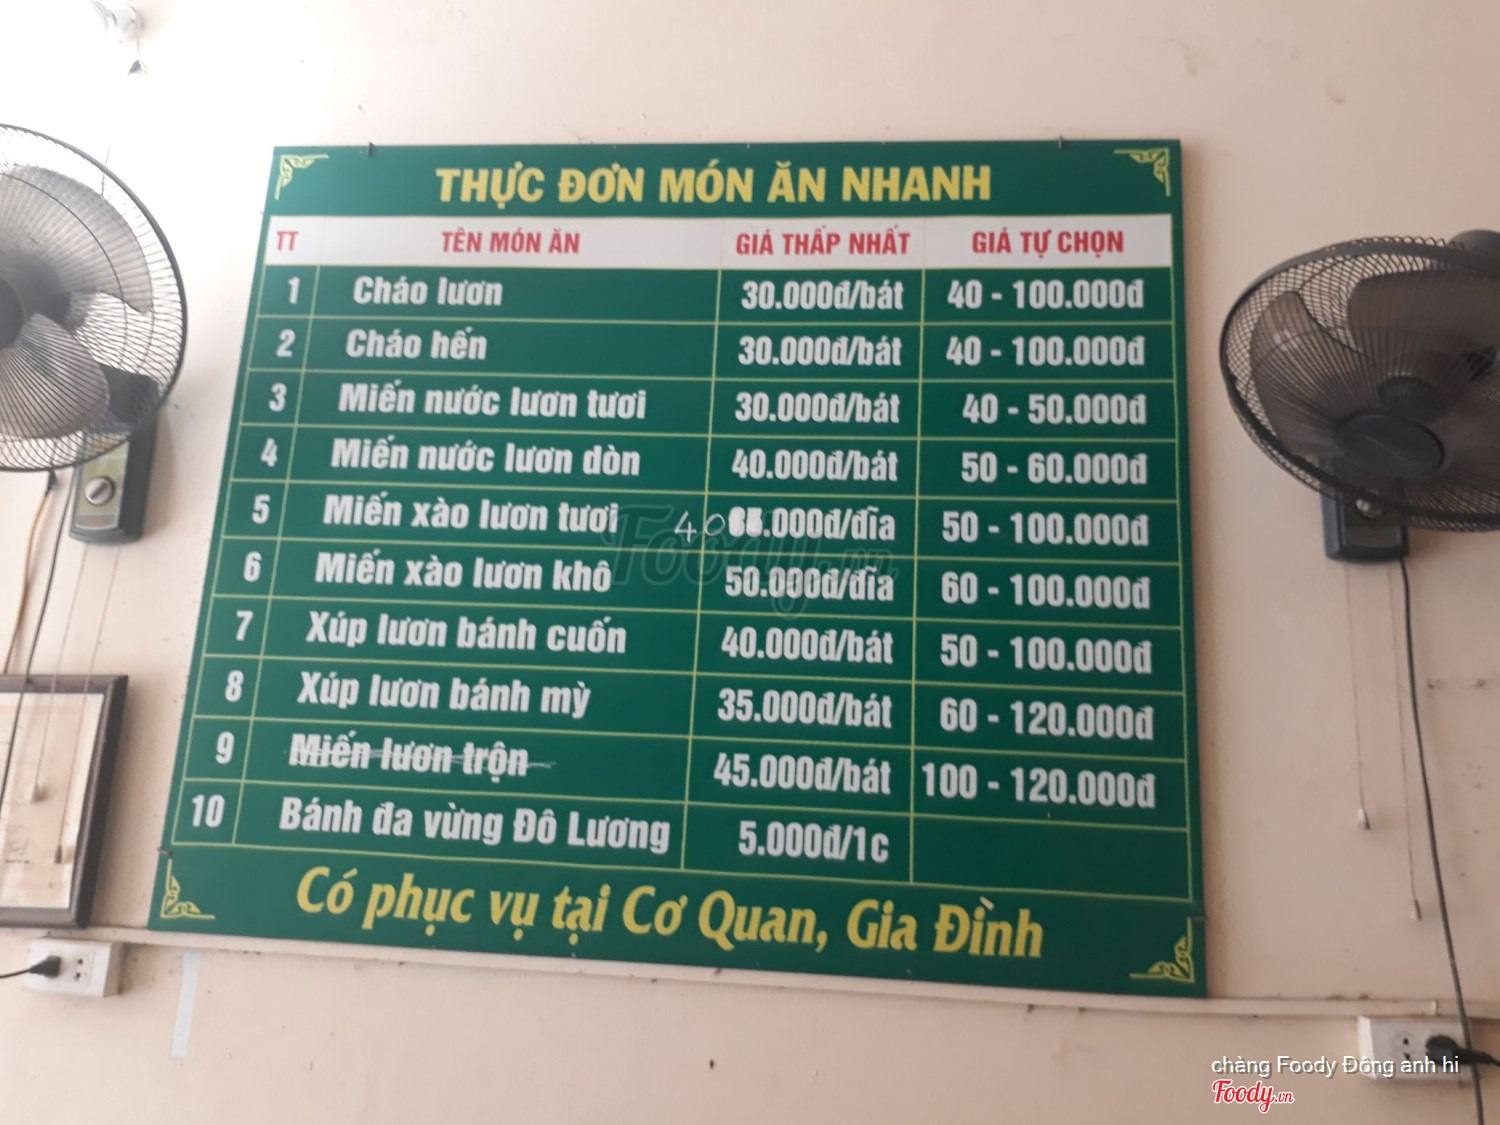 THỰC ĐƠN MÓN ĂN NHANH
TT TÊN MÓN ĂN GIÁ THẤP NHẤT GIÁ TỰ CHỌN
1 Cháo lươn 30.000đ/bát 40 - 100.000đ
2 Cháo hến 30.000đ/bát 40 - 100.000đ
3 Miến nước lươn tươi 30.000đ/bát 40 - 50.000đ
4 Miến nước lươn dòn 40.000đ/bát 50 - 60.000đ
5 Miến xào lươn tươi 40 .000đ/đĩa 50 - 100.000đ
6 Miến xào lươn khô 50.000đ/đĩa 60 - 100.000đ
7 Xúp lươn bánh cuốn 40.000đ/bát 50 - 100.000đ
8 Xúp lươn bánh mỳ 35.000đ/bát 60 - 120.000đ
9 Miến lươn trộn 45.000đ/bát 100 - 120.000đ
10 Bánh đa vừng Đô Lương 5.000đ/1c
Có phục vụ tại Cơ Quan, Gia Đình
Foody.vn
chàng Foody Đông anh hi
Foody.vn